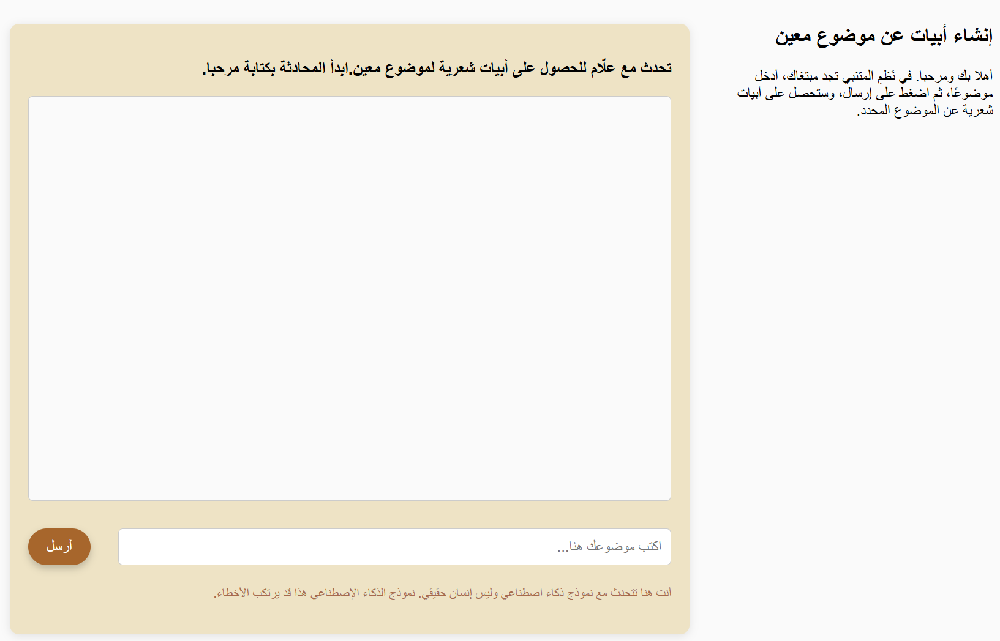 إنشاء أبيات عن موضوع معين
أهلا بك ومرحبا. في نَظمِ المتنبي تجد مبتغاك، أدخل
موضوعًا، ثم اضغط على إرسال، وستحصل على أبيات
شعرية عن الموضوع المحدد.
تحدث مع علّام للحصول على أبيات شعرية لموضوع معين.ابدأ المحادثة بكتابة مرحبا.
اكتب موضوعك هنا...
أرسل
أنت هنا تتحدث مع نموذج ذكاء اصطناعي وليس إنسان حقيقي. نموذج الذكاء الإصطناعي هذا قد يرتكب الأخطاء.